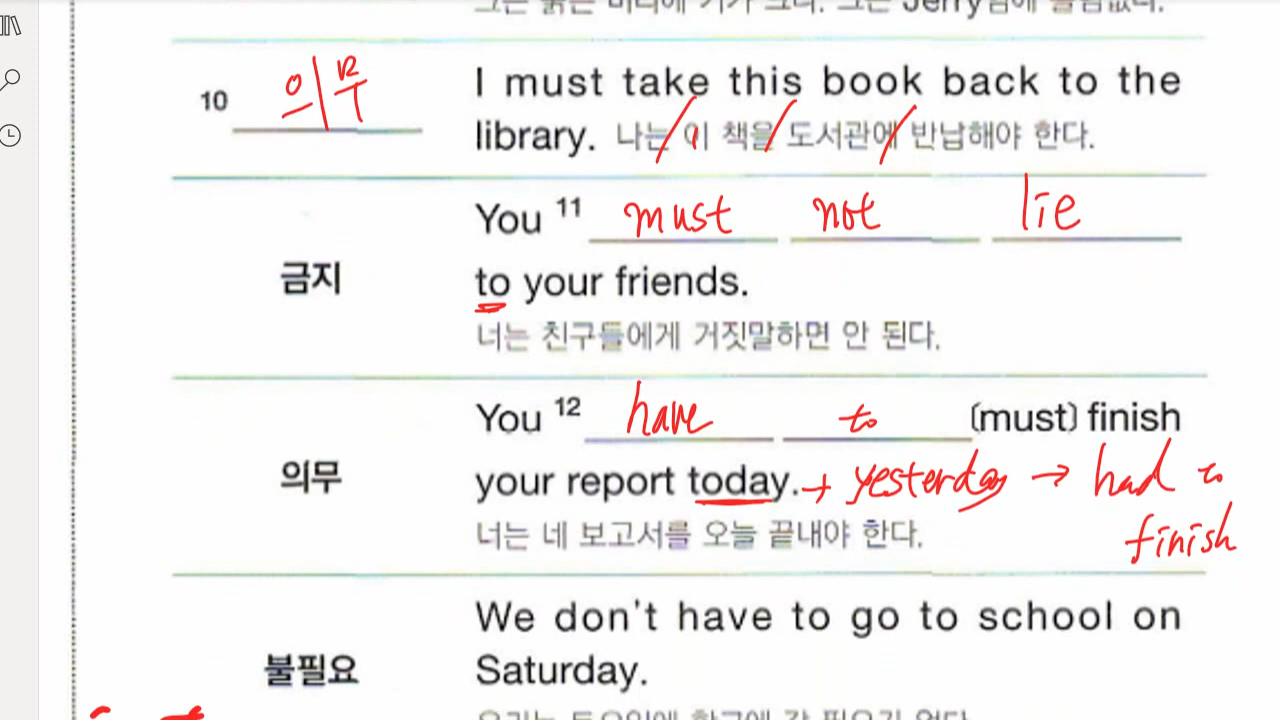 10 의무 I must take this book back to the
library. 나는 이 책을 도서관에 반납해야 한다.
You 11 must not lie
금지 to your friends.
너는 친구들에게 거짓말하면 안 된다.
You 12 have to (must) finish
의무 your report today. → yesterday → had to
finish
너는 네 보고서를 오늘 끝내야 한다.
We don't have to go to school on
불필요 Saturday.